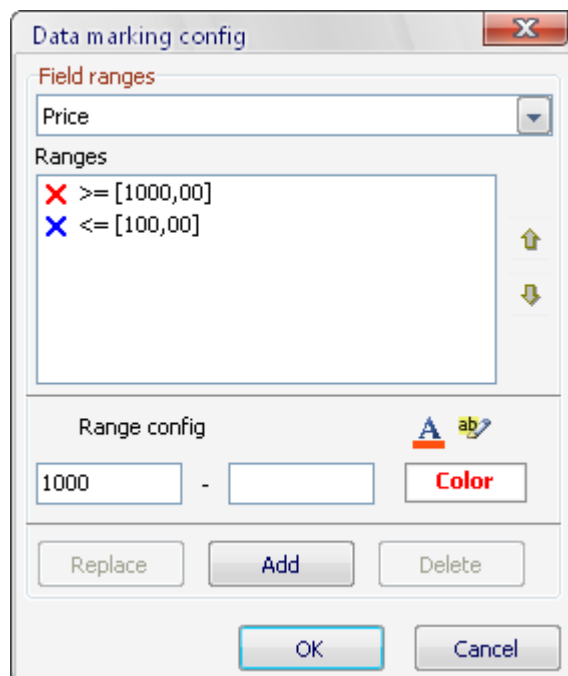 Data marking config
Field ranges
Price
Ranges
>= [1000,00]
<= [100,00]
Range config
A ab
1000 -
Color
Replace Add Delete
OK Cancel